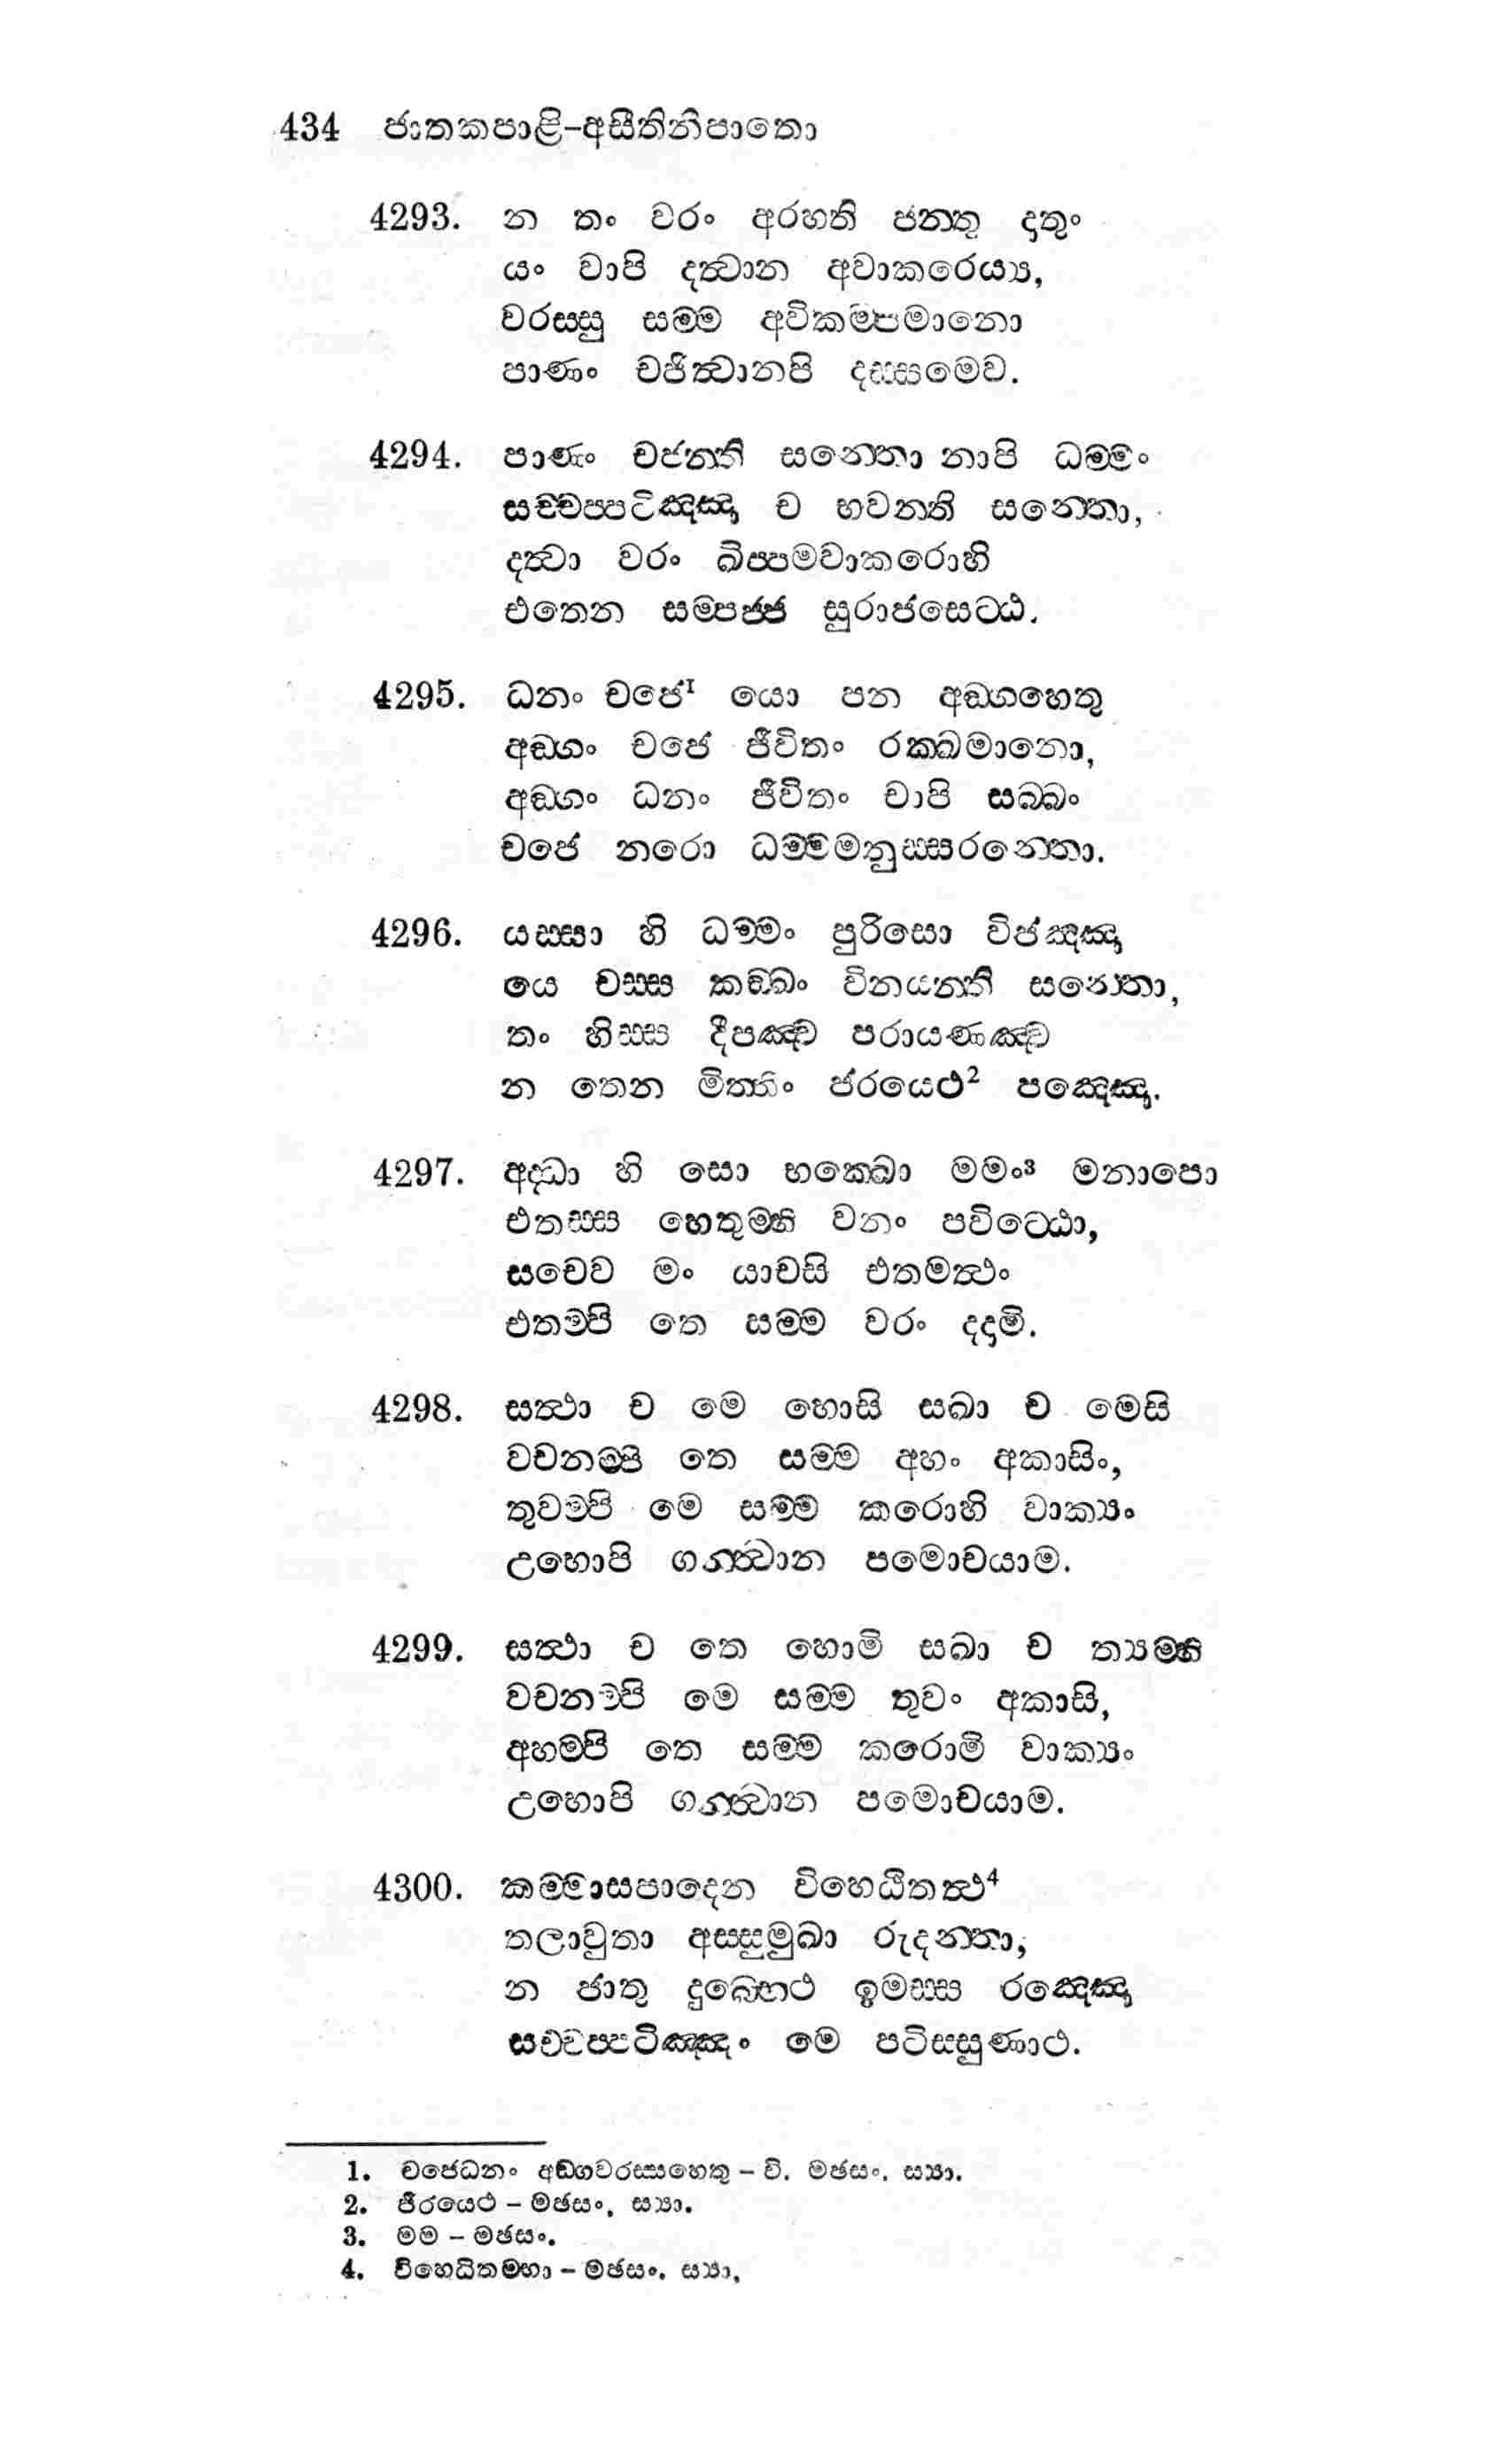 434 ජාතකපාළි-අසීතිනිපාතො
4293. න තං වරං අරහති ජන්තු දාතුං
යං වාපි දත්වාන අවාකරෙය්‍ය,
වරස්සු සම්ම අවිකම්පමානො
පාණං චජිත්වානපි දස්සමෙව.
4294. පාණං චජන්ති සන්තො නාපි ධම්මං
සච්චප්පටිඤ්ඤා ච භවන්ති සන්තො,
දත්වා වරං ඛිප්පමවාකරොහි
එතෙන සම්පජ්ජ සුරාජසෙට්ඨ.
4295. ධනං චජෙ¹ යො පන අඞ්ගහෙතු
අඞ්ගං චජෙ ජීවිතං රක්ඛමානො,
අඞ්ගං ධනං ජීවිතං චාපි සබ්බං
චජෙ නරො ධම්මමනුස්සරන්තො.
4296. යස්සා හි ධම්මං පුරිසො විජඤ්ඤා
යෙ චස්ස කඞ්ඛං විනයන්ති සන්තො,
තං හිස්ස දීපඤ්ච පරායණඤ්ච
න තෙන මිත්තිං ජරයෙථ² පඤ්ඤො.
4297. අද්ධා හි සො භක්ඛො මමං³ මනාපො
එතස්ස හෙතුම්හි වනං පවිට්ඨො,
සචෙව මං යාචසි එතමත්ථං
එතම්පි තෙ සම්ම වරං දදාමි.
4298. සත්ථා ච මෙ හොසි සඛා ච මෙසි
වචනම්පි තෙ සම්ම අහං අකාසිං,
තුවම්පි මෙ සම්ම කරොහි වාක්‍යං
උභොපි ගන්ත්වාන පමොචයාම.
4299. සත්ථා ච තෙ හොමි සඛා ච ත්‍යම්හි
වචනම්පි මෙ සම්ම තුවං අකාසි,
අහම්පි තෙ සම්ම කරොමි වාක්‍යං
උභොපි ගන්ත්වාන පමොචයාම.
4300. කම්මාසපාදෙන විහෙඨිතත්ථ⁴
තලාවුතා අස්සුමුඛා රුදන්තා,
න ජාතු දුබ්භෙථ ඉමස්ස රඤ්ඤො
සච්චප්පටිඤ්ඤං මෙ පටිස්සුණාථ.
1. චජෙධනං අඞ්ගවරස්සහෙතු – වි. මඡසං. ස්‍යා.
2. ජීරයෙථ – මඡසං, ස්‍යා.
3. මම – මඡසං.
4. විහෙඨිතම්හා – මඡසං. ස්‍යා,